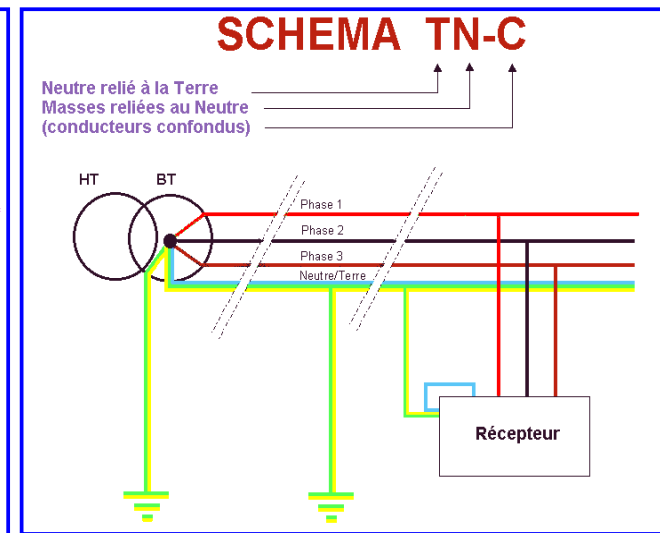 SCHEMA TN-C
Neutre relié à la Terre
Masses reliées au Neutre
(conducteurs confondus)
HT
BT
Phase 1
Phase 2
Phase 3
Neutre/Terre
Récepteur